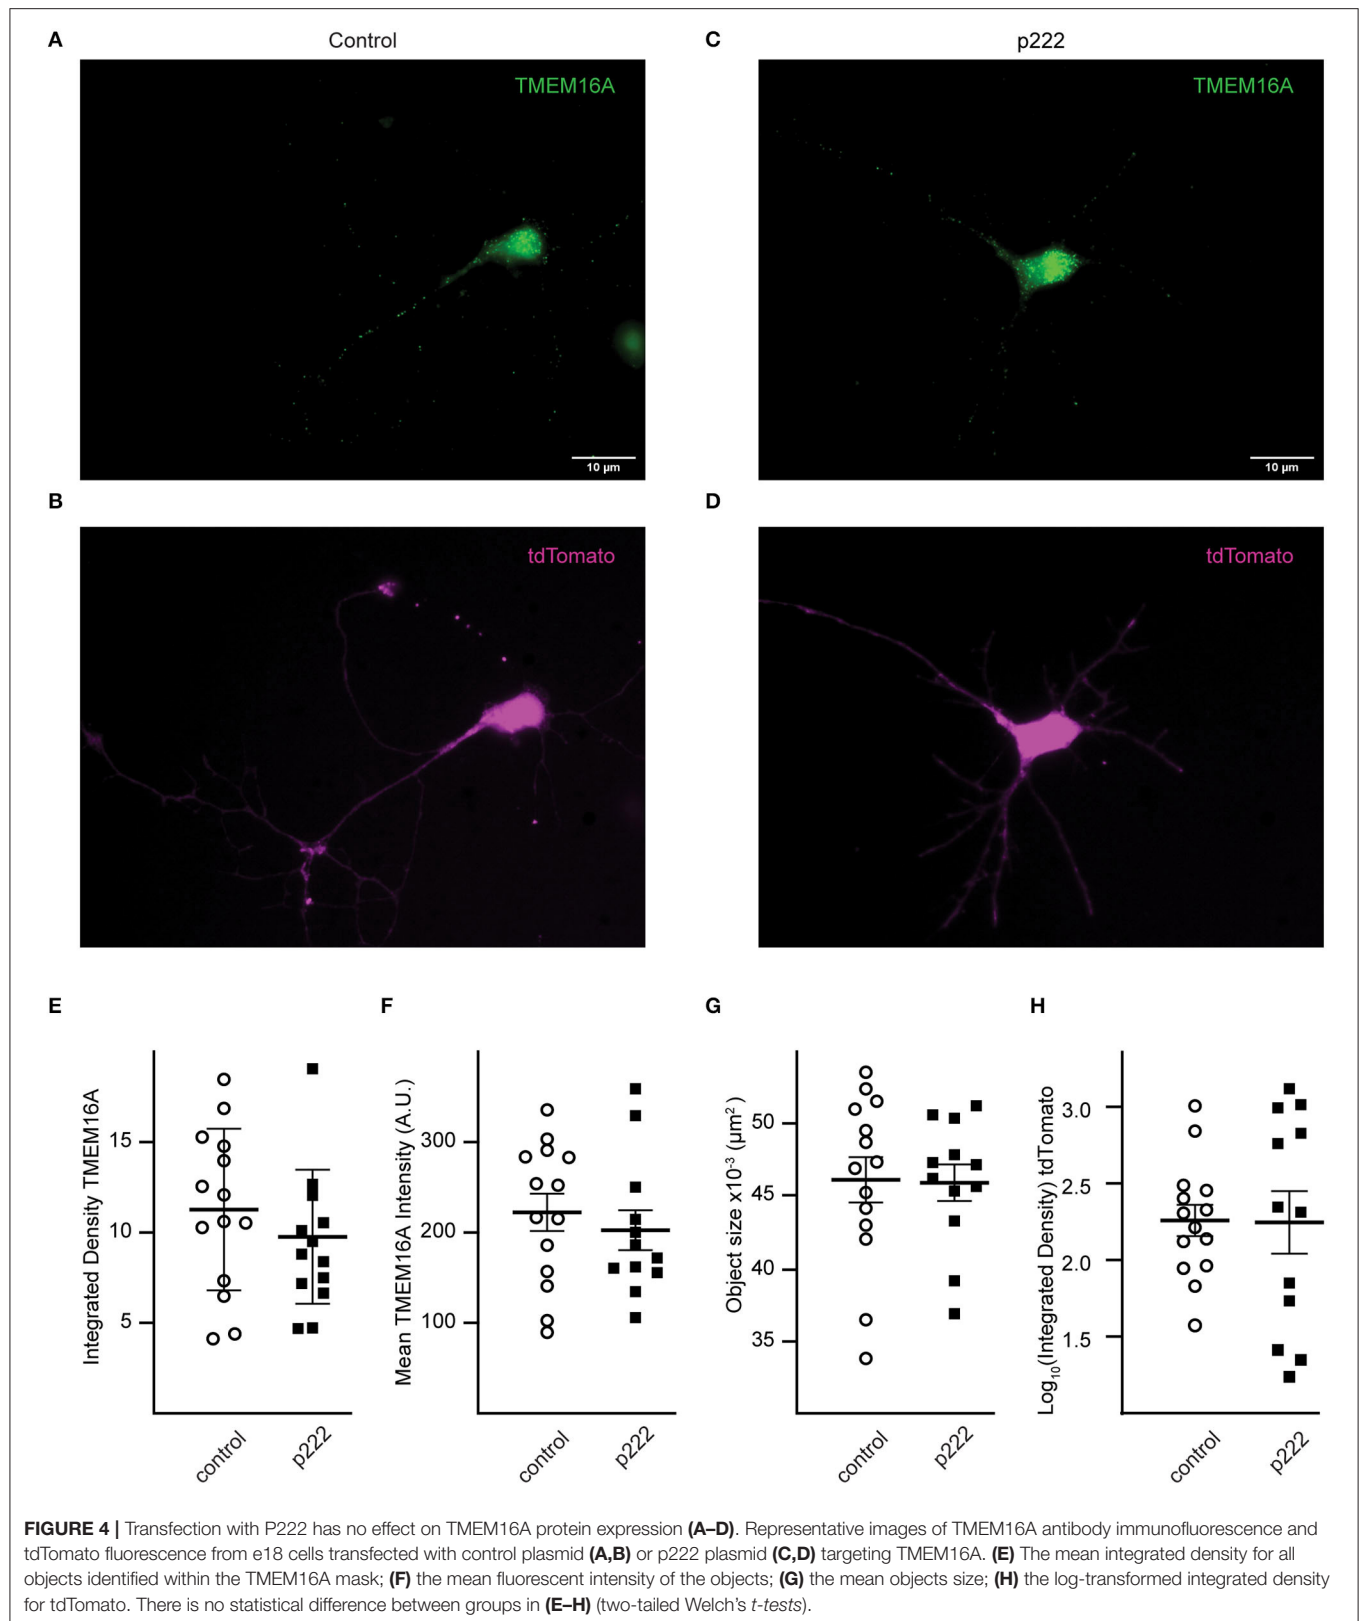 A
Control
C
p222
TMEM16A
TMEM16A
10 µm
10 µm
B
D
tdTomato
tdTomato
E
F
G
H
Integrated Density TMEM16A
15
10
5
control
p222
Mean TMEM16A Intensity (A.U.)
300
200
100
control
p222
Object size x10⁻³ (µm²)
50
45
40
35
control
p222
Log₁₀(Integrated Density) tdTomato
3.0
2.5
2.0
1.5
control
p222
FIGURE 4 | Transfection with P222 has no effect on TMEM16A protein expression (A–D). Representative images of TMEM16A antibody immunofluorescence and
tdTomato fluorescence from e18 cells transfected with control plasmid (A,B) or p222 plasmid (C,D) targeting TMEM16A. (E) The mean integrated density for all
objects identified within the TMEM16A mask; (F) the mean fluorescent intensity of the objects; (G) the mean objects size; (H) the log-transformed integrated density
for tdTomato. There is no statistical difference between groups in (E–H) (two-tailed Welch's t-tests).